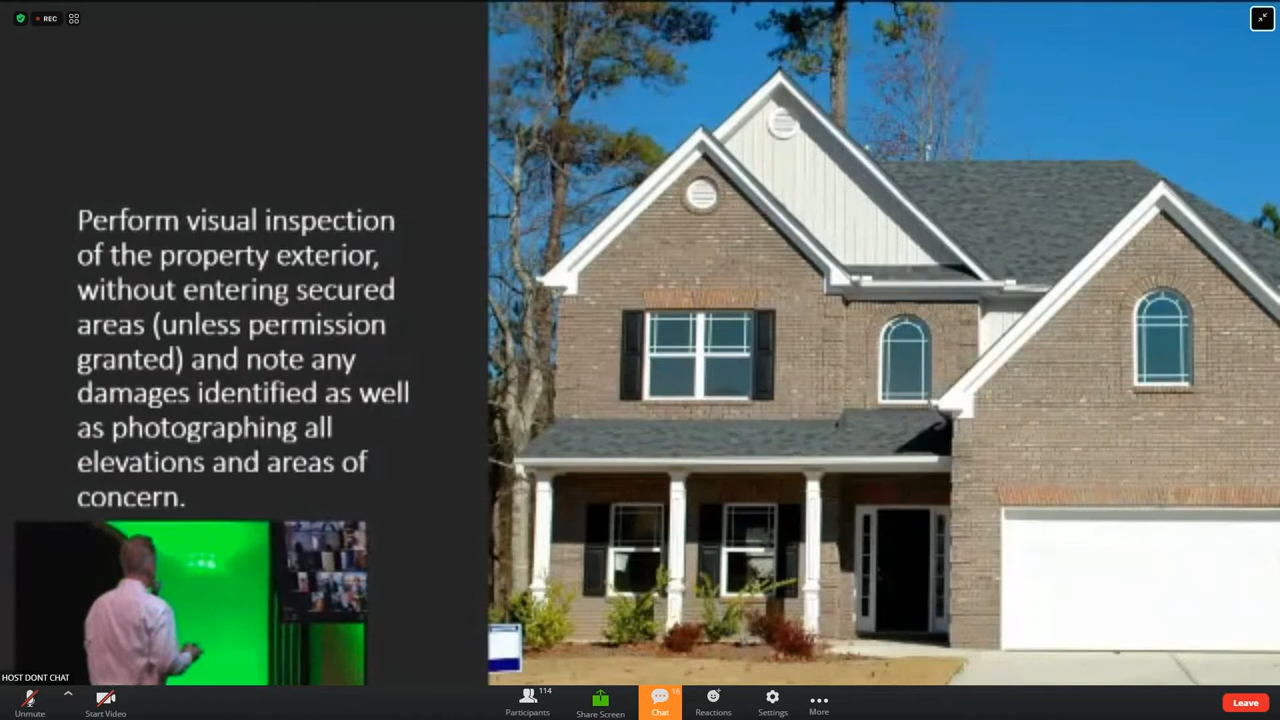 REC
Perform visual inspection
of the property exterior,
without entering secured
areas (unless permission
granted) and note any
damages identified as well
as photographing all
elevations and areas of
concern.
HOST DONT CHAT
Unmute
Start Video
114
Participants
Share Screen
16
Chat
Reactions
Settings
More
Leave